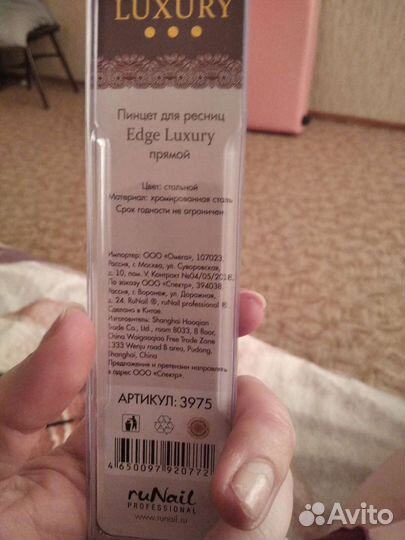 LUXURY
Пинцет для ресниц
Edge Luxury
прямой
Цвет: стальной
Материал: хромированная сталь
Срок годности не ограничен
Импортер: ООО «Омега», 107023,
Россия, г. Москва, ул. Суворовская,
д. 10, пом. V. Контракт №04/05/2018.
По заказу ООО «Спектр», 394038,
Россия, г. Воронеж, ул. Дорожная,
д. 24. RuNail ®, ruNail professional ®.
Сделано в Китае.
Изготовитель: Shanghai Haoqian
Trade Co., Ltd., room 8033, 8 floor,
China Waigaoqiao Free Trade Zone
1333 Wenju road B area, Pudong,
Shanghai, China
Предложения и претензии направлять
в адрес ООО «Спектр».
АРТИКУЛ: 3975
4 650097 920772
ruNail
PROFESSIONAL
www.runail.ru
Avito